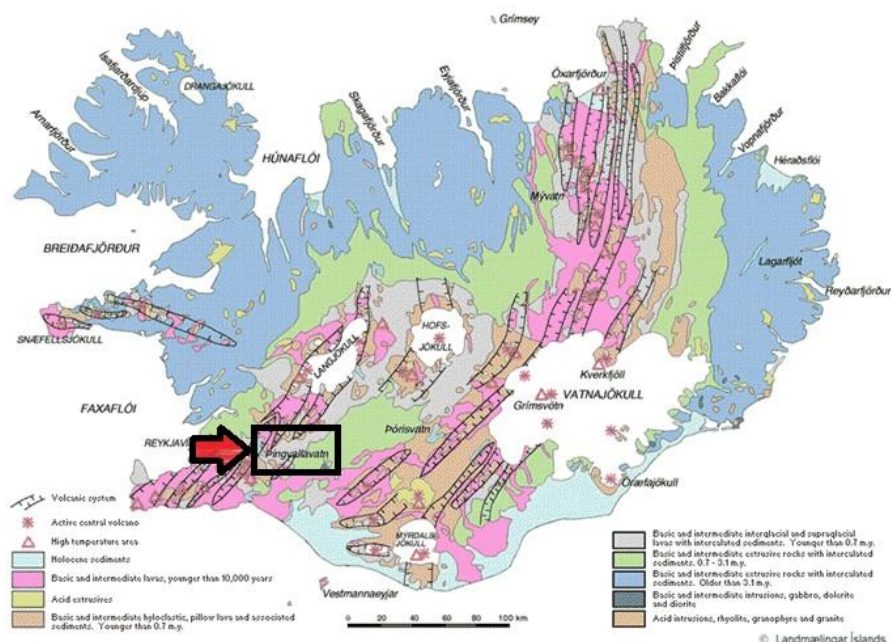 Grímsey
Þistilfjörður
Öxarfjörður
Bakkaflói
Ísafjarðardjúp
DRANGAJÖKULL
Skagafjörður
Eyjafjörður
Vopnafjörður
Arnarfjörður
HÚNAFLÓI
Héraðsflói
Mývatn
BREIÐAFJÖRÐUR
Lagarfljót
Reyðarfjörður
SNÆFELLSJÖKULL
LANGJÖKULL
HOFS-
JÖKULL
Kverkfjöll
VATNAJÖKULL
Grímsvötn
FAXAFLÓI
Þórisvatn
REYKJAVÍ
Þingvallavatn
Öræfajökull
MÝRDALS-
JÖKULL
Vestmannaeyjar
Volcanic system
Active central volcano
High temperature area
Holocene sediments
Basic and intermediate lavas, younger than 10,000 years
Acid extrusives
Basic and intermediate hyloclastic, pillow lava and associated
sediments. Younger than 0.7 m.y.
0 20 40 60 80 100 km
Basic and intermediate interglacial and supraglacial
lavas with intercalated sediments. Younger than 0.7 m.y.
Basic and intermediate extrusive rocks with intercalated
sediments. 0.7 - 3.1 m.y.
Basic and intermediate extrusive rocks with intercalated
sediments. Older than 3.1 m.y.
Basic and intermediate intrusions, gabbro, dolerite
and diorite
Acid intrusions, rhyolite, granophyre and granite
© Landmælingar Íslands